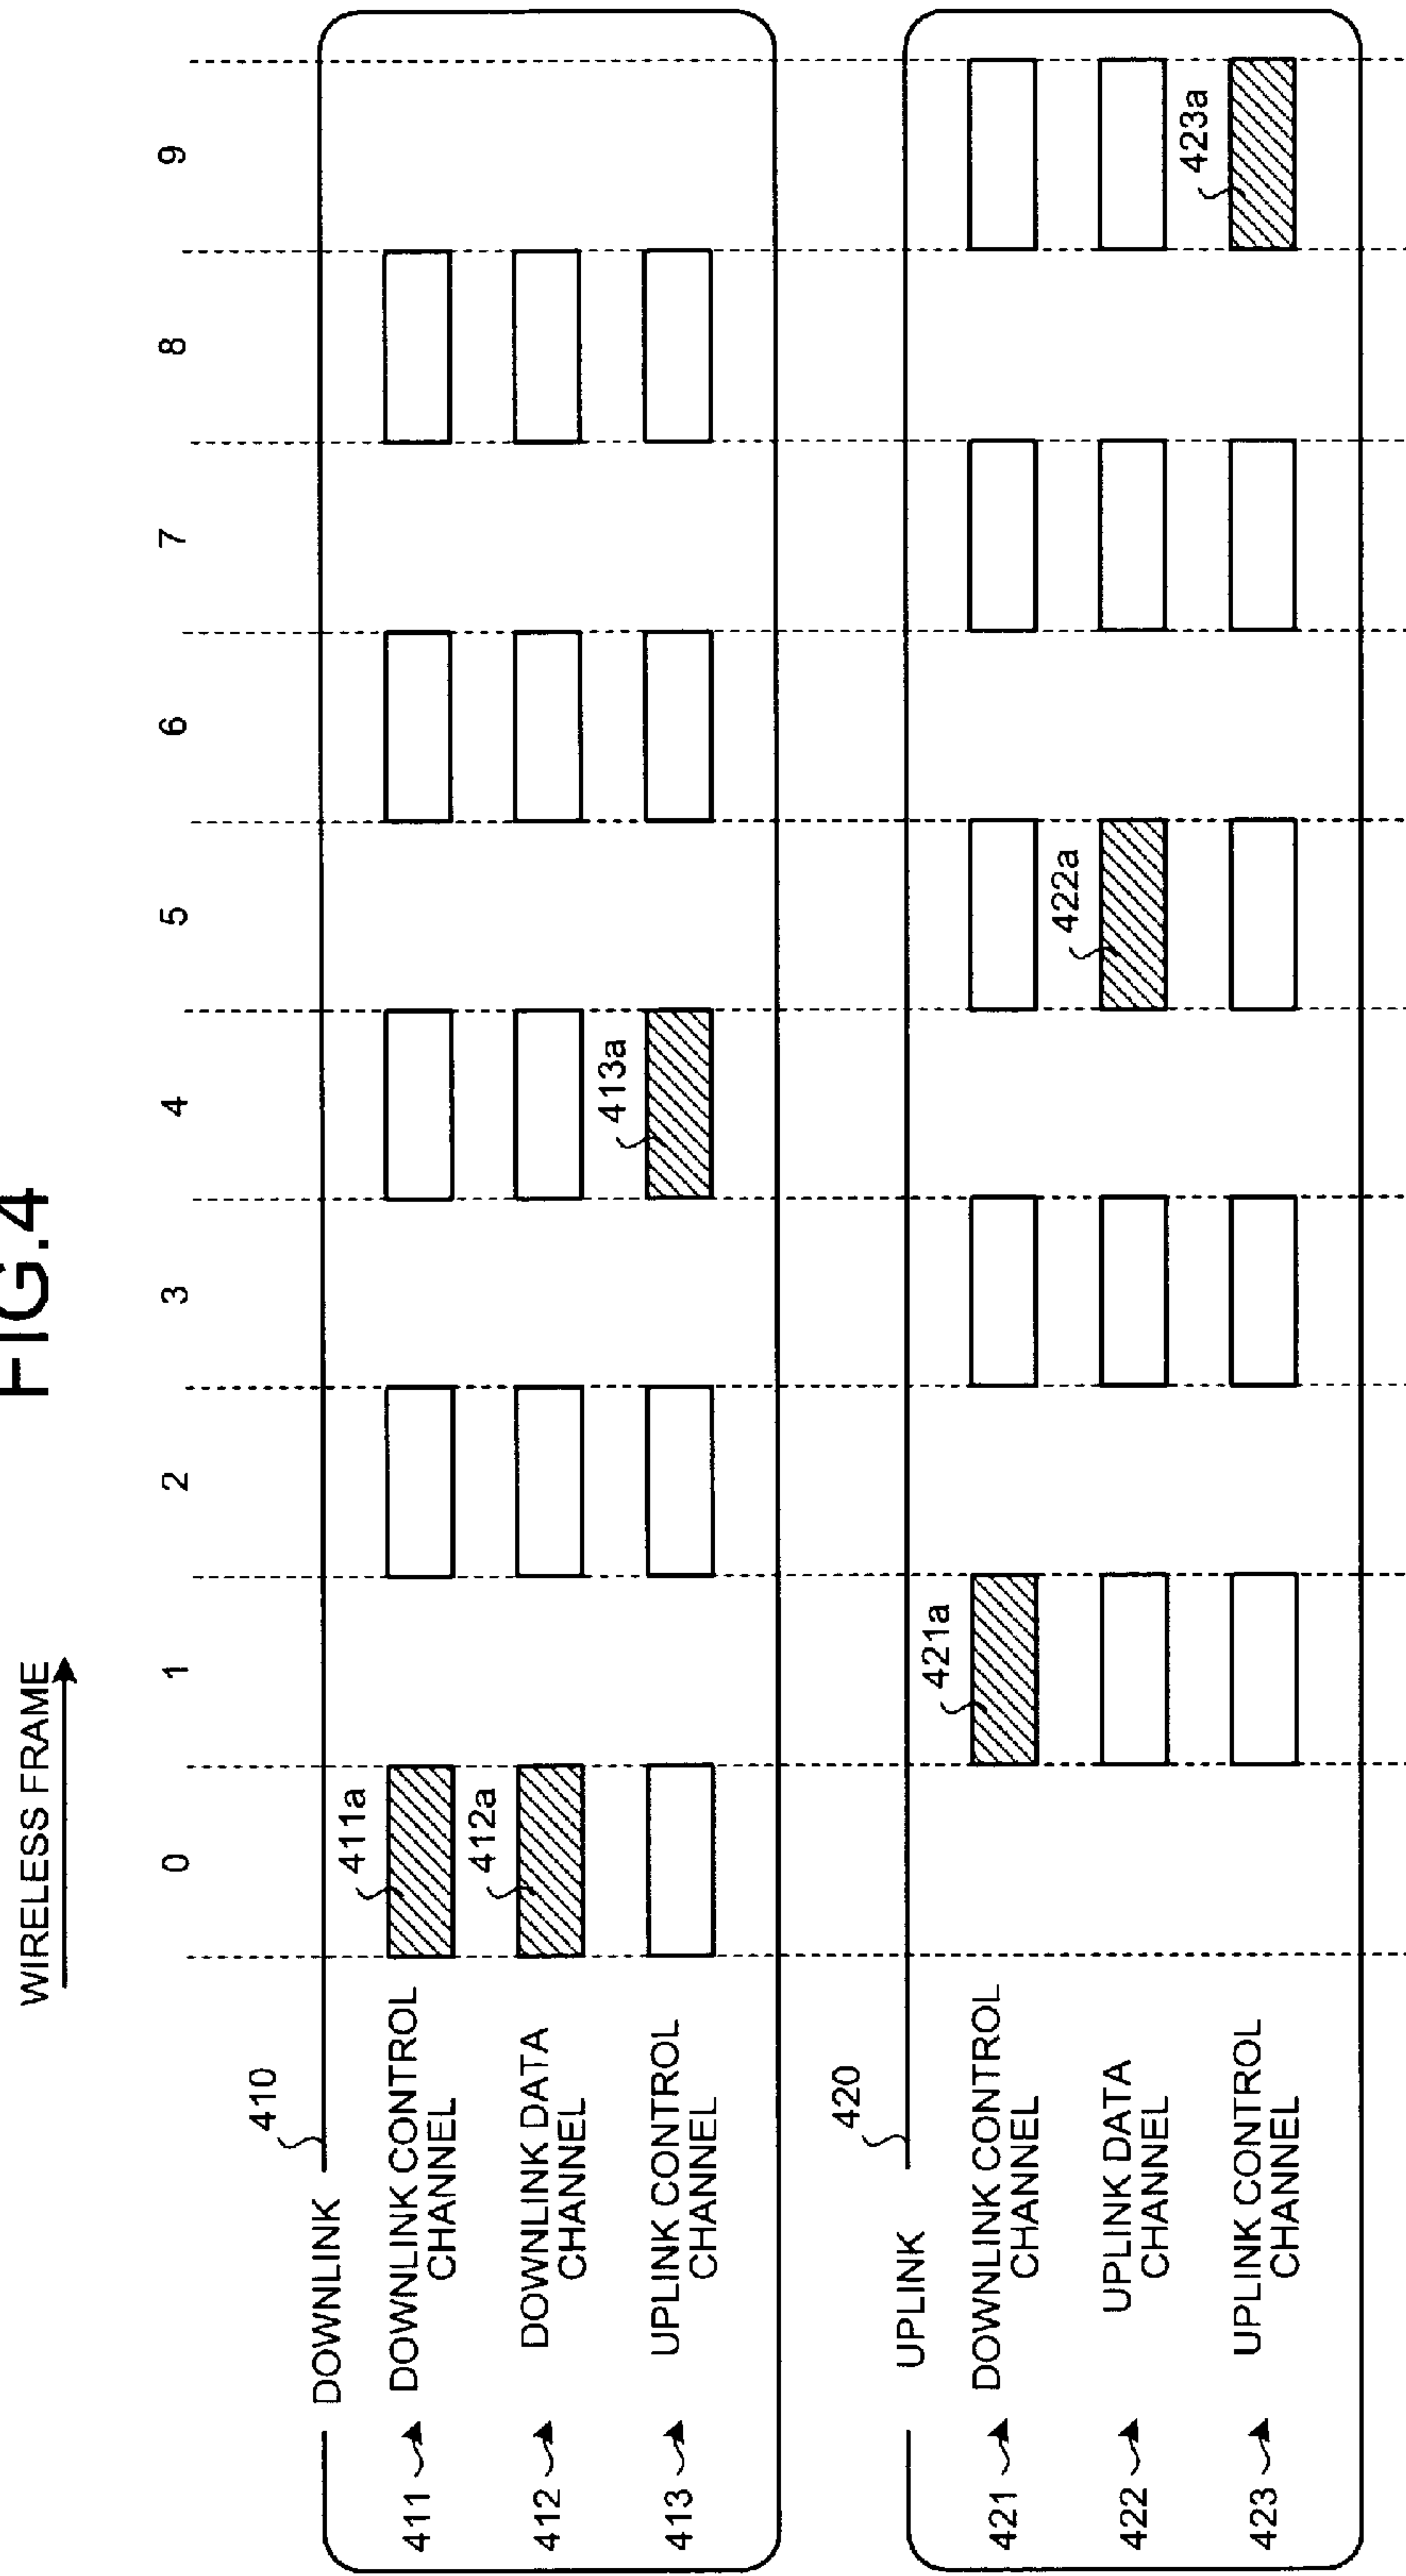 FIG.4
WIRELESS FRAME
0 1 2 3 4 5 6 7 8 9
410
DOWNLINK
411
DOWNLINK CONTROL
CHANNEL
411a
412
DOWNLINK DATA
CHANNEL
412a
413
UPLINK CONTROL
CHANNEL
413a
420
UPLINK
421
DOWNLINK CONTROL
CHANNEL
421a
422
UPLINK DATA
CHANNEL
422a
423
UPLINK CONTROL
CHANNEL
423a